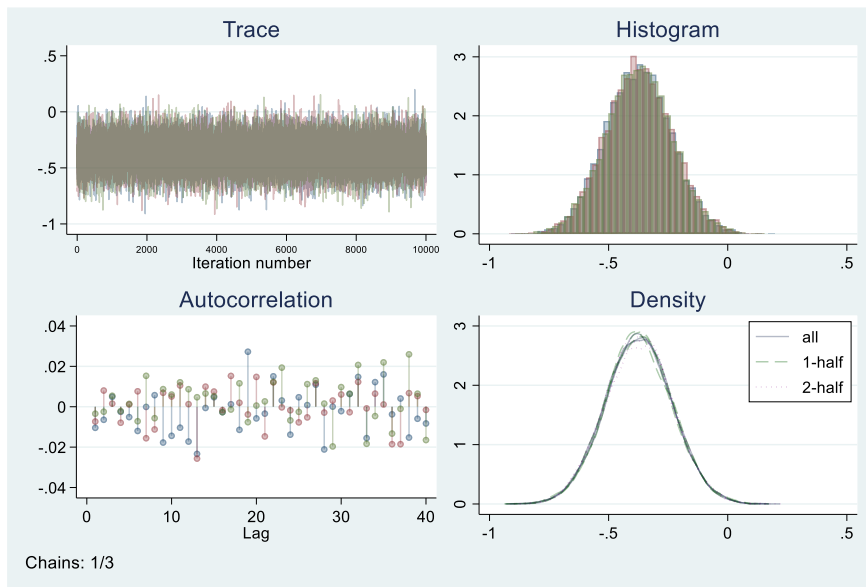 Trace
.5
0
-.5
-1
0 2000 4000 6000 8000 10000
Iteration number
Histogram
3
2
1
0
-1 -.5 0 .5
Autocorrelation
.04
.02
0
-.02
-.04
0 10 20 30 40
Lag
Density
3
2
1
0
all
1-half
2-half
-1 -.5 0 .5
Chains: 1/3